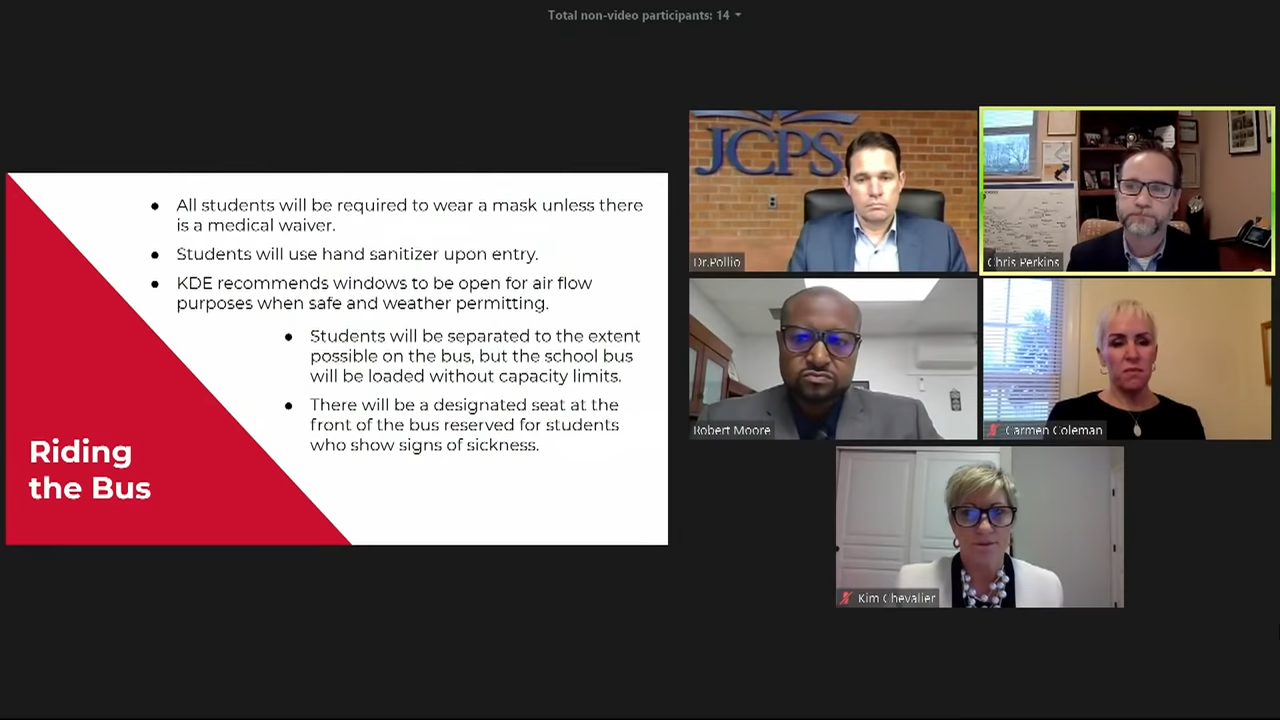 Total non-video participants: 14
All students will be required to wear a mask unless there
is a medical waiver.
Students will use hand sanitizer upon entry.
KDE recommends windows to be open for air flow
purposes when safe and weather permitting.
Students will be separated to the extent
possible on the bus, but the school bus
will be loaded without capacity limits.
There will be a designated seat at the
front of the bus reserved for students
who show signs of sickness.
Riding
the Bus
JCPS
Dr.Pollio
Chris Perkins
Robert Moore
Carmen Coleman
Kim Chevalier